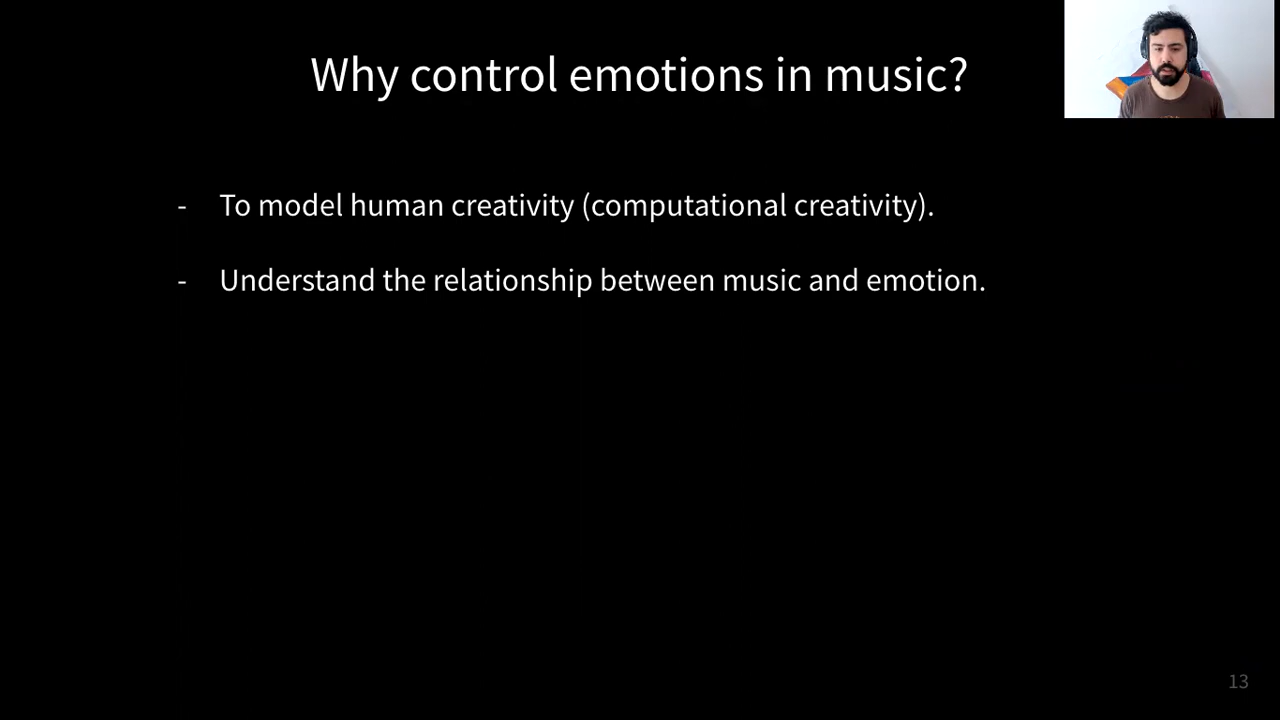 Why control emotions in music?
- To model human creativity (computational creativity).
- Understand the relationship between music and emotion.
13